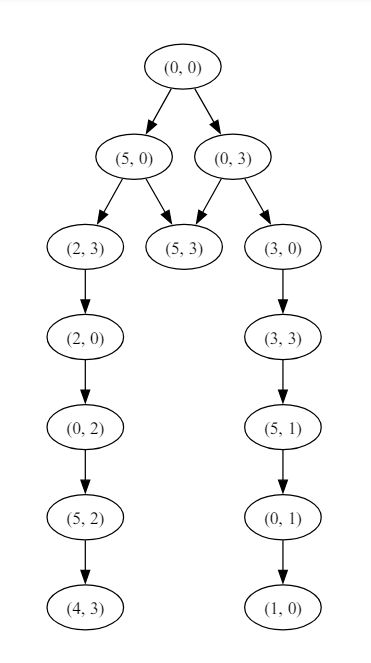 (0, 0)
(5, 0) (0, 3)
(2, 3) (5, 3) (3, 0)
(2, 0) (3, 3)
(0, 2) (5, 1)
(5, 2) (0, 1)
(4, 3) (1, 0)